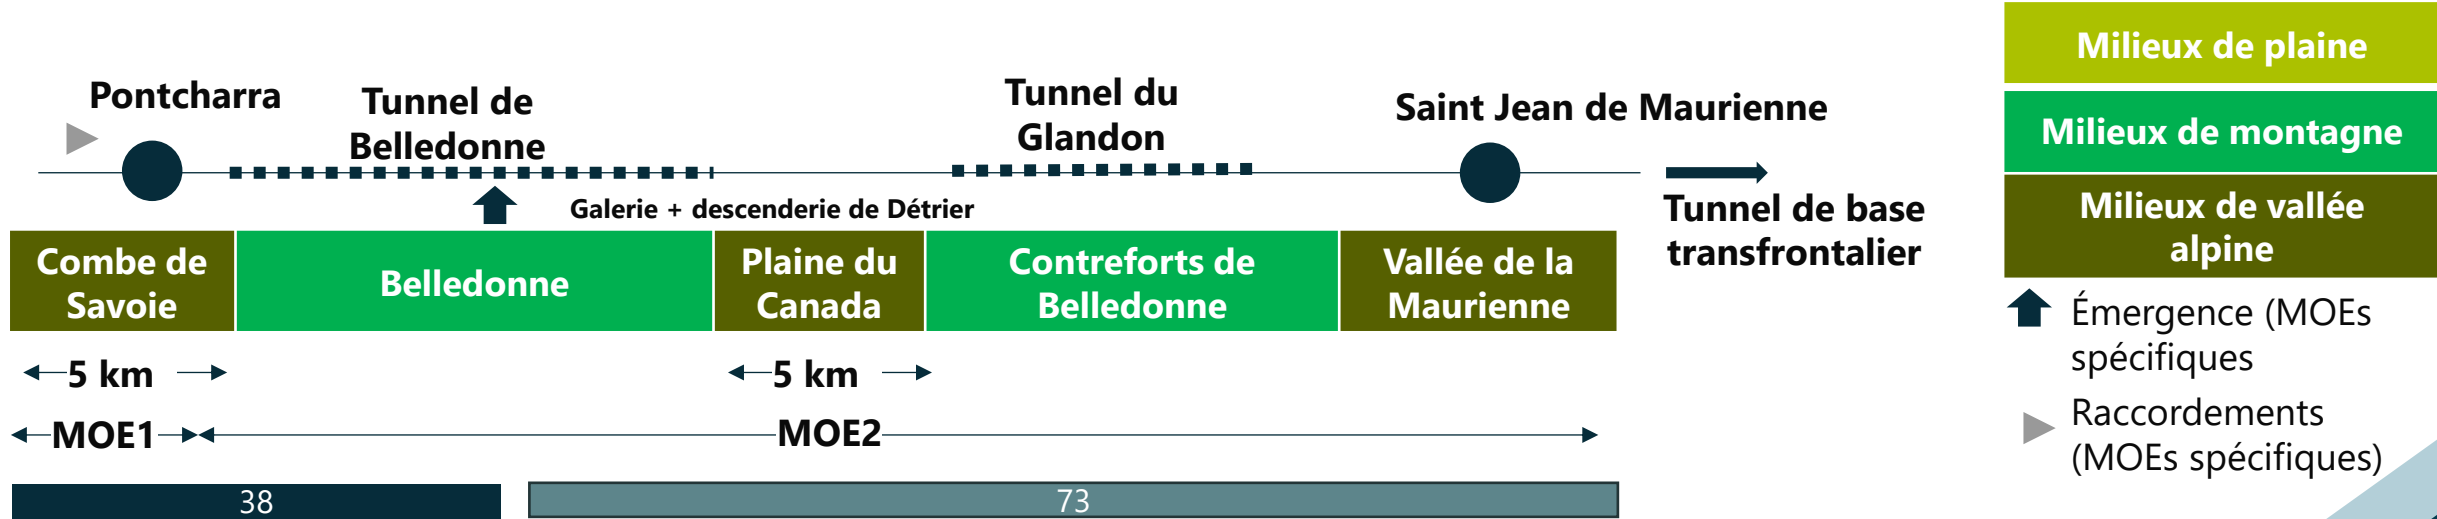 Pontcharra
Tunnel de
Belledonne
Tunnel du
Glandon
Saint Jean de Maurienne
Galerie + descenderie de Détrier
Tunnel de base
transfrontalier
Combe de
Savoie
Belledonne
Plaine du
Canada
Contreforts de
Belledonne
Vallée de la
Maurienne
5 km
5 km
MOE1
MOE2
38
73
Milieux de plaine
Milieux de montagne
Milieux de vallée
alpine
Émergence (MOEs
spécifiques
Raccordements
(MOEs spécifiques)